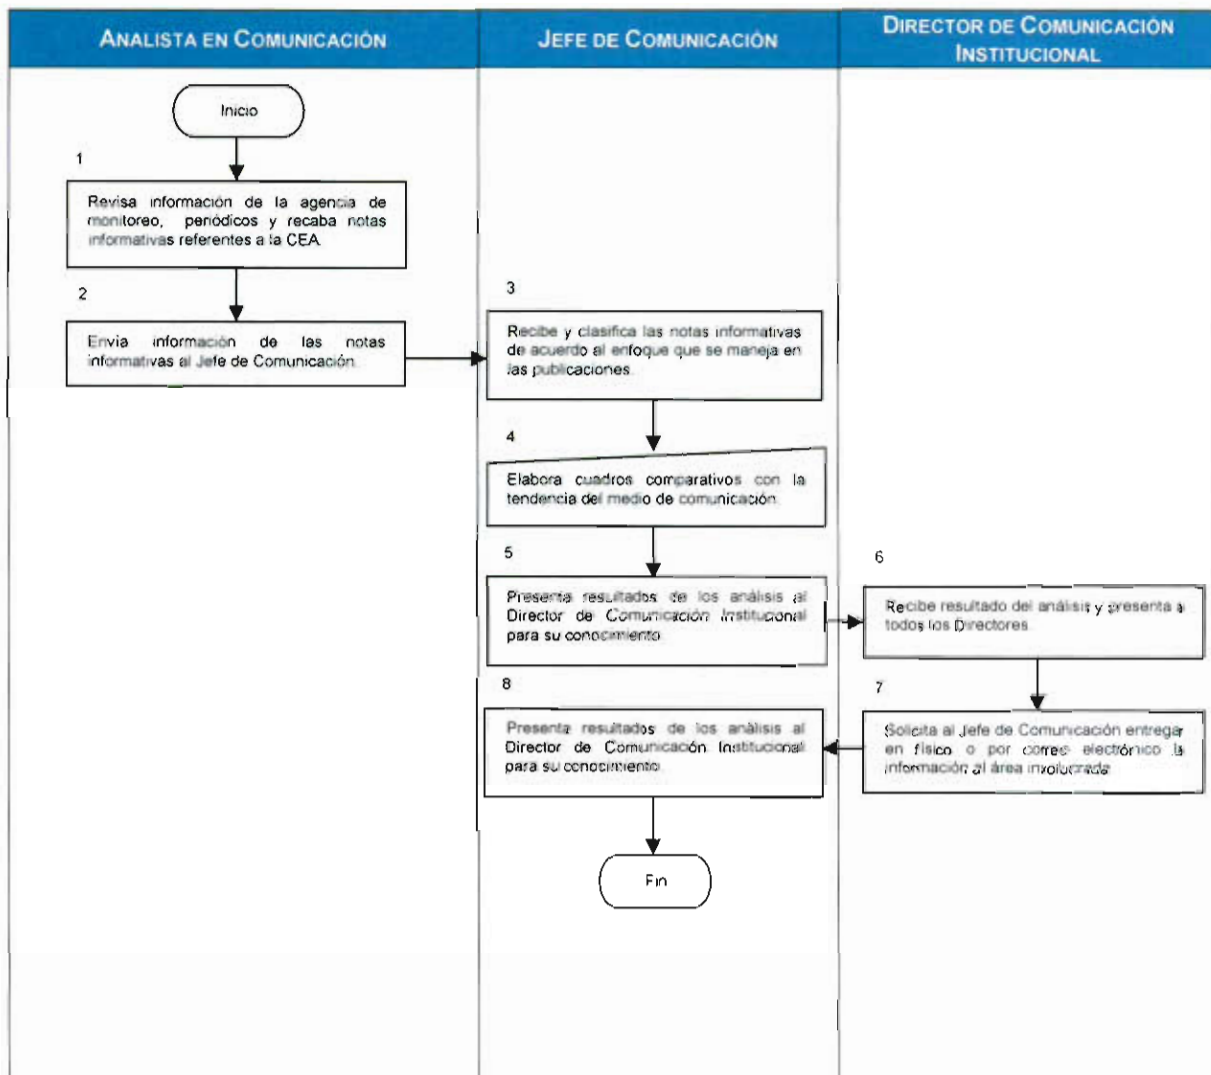 ANALISTA EN COMUNICACIÓN
JEFE DE COMUNICACIÓN
DIRECTOR DE COMUNICACIÓN
INSTITUCIONAL
Inicio
1
Revisa información de la agencia de
monitoreo, periódicos y recaba notas
informativas referentes a la CEA
2
Envía información de las notas
informativas al Jefe de Comunicación.
3
Recibe y clasifica las notas informativas
de acuerdo al enfoque que se maneja en
las publicaciones.
4
Elabora cuadros comparativos con la
tendencia del medio de comunicación.
5
Presenta resultados de los análisis al
Director de Comunicación Institucional
para su conocimiento
6
Recibe resultado del análisis y presenta a
todos los Directores.
7
Solicita al Jefe de Comunicación entregar
en físico o por correo electrónico la
información al área involucrada
8
Presenta resultados de los análisis al
Director de Comunicación Institucional
para su conocimiento.
Fin